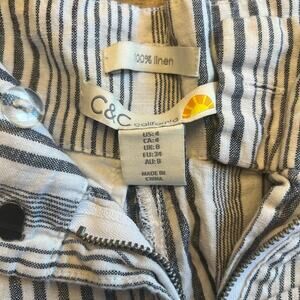 100% linen
C&C
california
US:4
CA:4
UK:8
EU:34
AU:8
MADE IN
CHINA